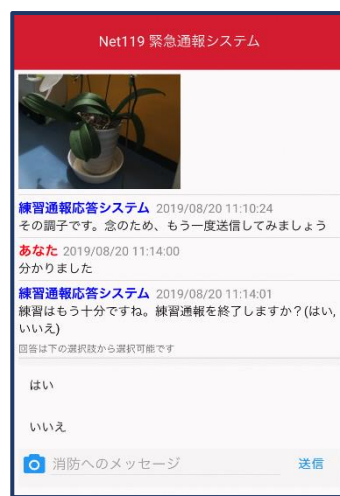 Net119 緊急通報システム
練習通報応答システム 2019/08/20 11:10:24
その調子です。念のため、もう一度送信してみましょう
あなた 2019/08/20 11:14:00
分かりました
練習通報応答システム 2019/08/20 11:14:01
練習はもう十分ですね。練習通報を終了しますか？(はい,
いいえ)
回答は下の選択肢から選択可能です
はい
いいえ
消防へのメッセージ 送信